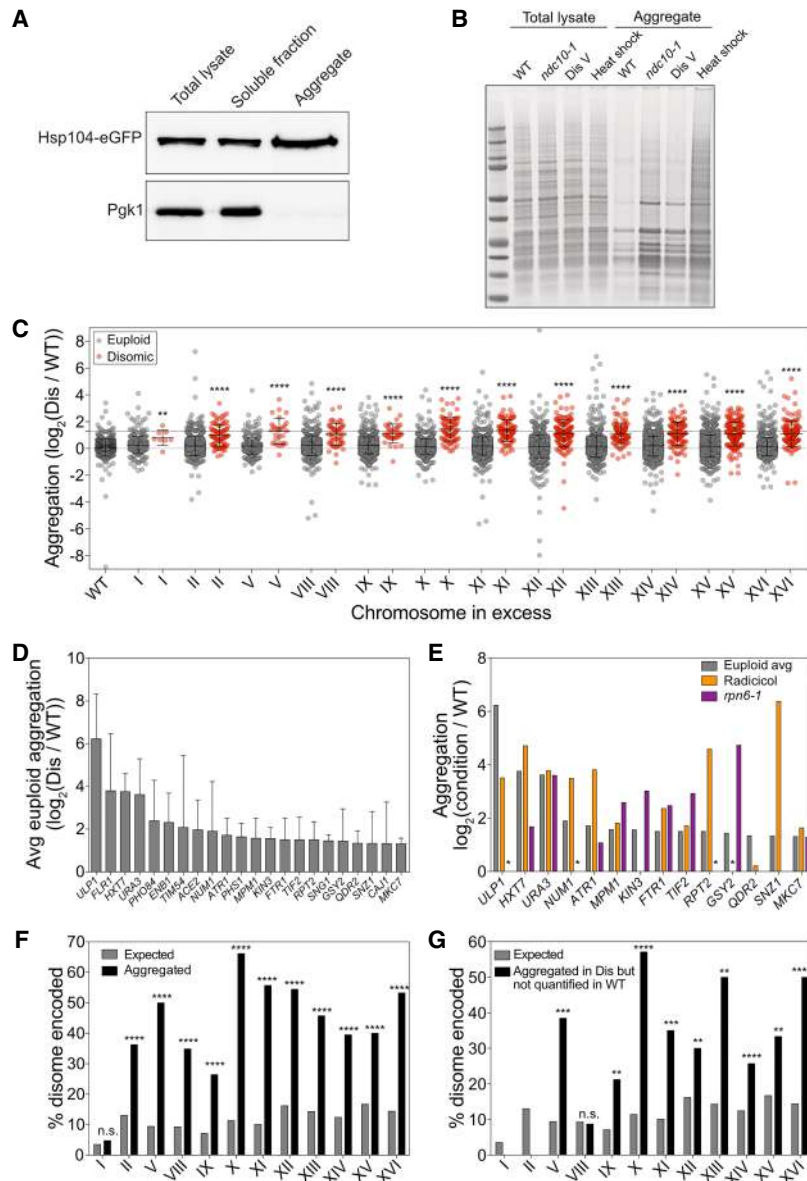 A
Total lysate
Soluble fraction
Aggregate
Hsp104-eGFP
Pgk1
B
Total lysate
Aggregate
WT
ndc10-1
Dis V
Heat shock
WT
ndc10-1
Dis V
Heat shock
C
Aggregation (log2(Dis / WT))
Euploid
Disomic
8
6
4
2
0
-2
-4
-6
-8
** **** **** **** **** **** **** **** **** **** **** ****
WT I I II II V V VIII VIII IX IX X X XI XI XII XII XIII XIII XIV XIV XV XV XVI XVI
Chromosome in excess
D
Avg euploid aggregation
(log2(Dis / WT))
10
8
6
4
2
0
ULP1 FLR1 HXT7 URA3 PHO84 ENB1 TIM54 ACE2 NUM1 ATR1 PHS1 MPM1 KIN3 FTR1 TIF2 RPT2 SNG1 GSY2 QDR2 SNZ1 CAJ1 MKC7
E
Aggregation
log2(condition / WT)
Euploid avg
Radicicol
rpn6-1
8
4
2
0
* * * *
ULP1 HXT7 URA3 NUM1 ATR1 MPM1 KIN3 FTR1 TIF2 RPT2 GSY2 QDR2 SNZ1 MKC7
F
% disome encoded
Expected
Aggregated
70
60
50
40
30
20
10
0
n.s. **** **** **** **** **** **** **** **** **** **** ****
I II V VIII IX X XI XII XIII XIV XV XVI
G
% disome encoded
Expected
Aggregated in Dis but
not quantified in WT
60
50
40
30
20
10
0
*** n.s. ** **** *** ** ** **** **
I II V VIII IX X XI XII XIII XIV XV XVI